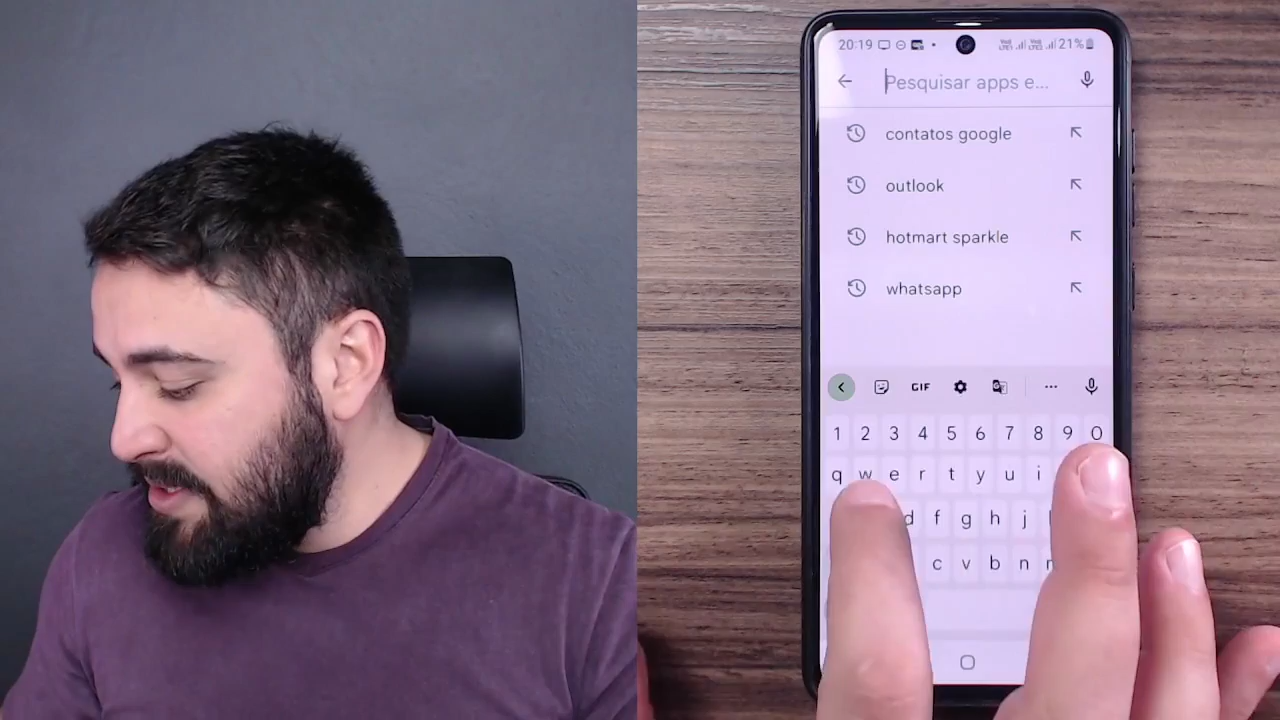 20:19 21%
Pesquisar apps e...
contatos google
outlook
hotmart sparkle
whatsapp
GIF
1 2 3 4 5 6 7 8 9 0
q w e r t y u i
d f g h j
c v b n